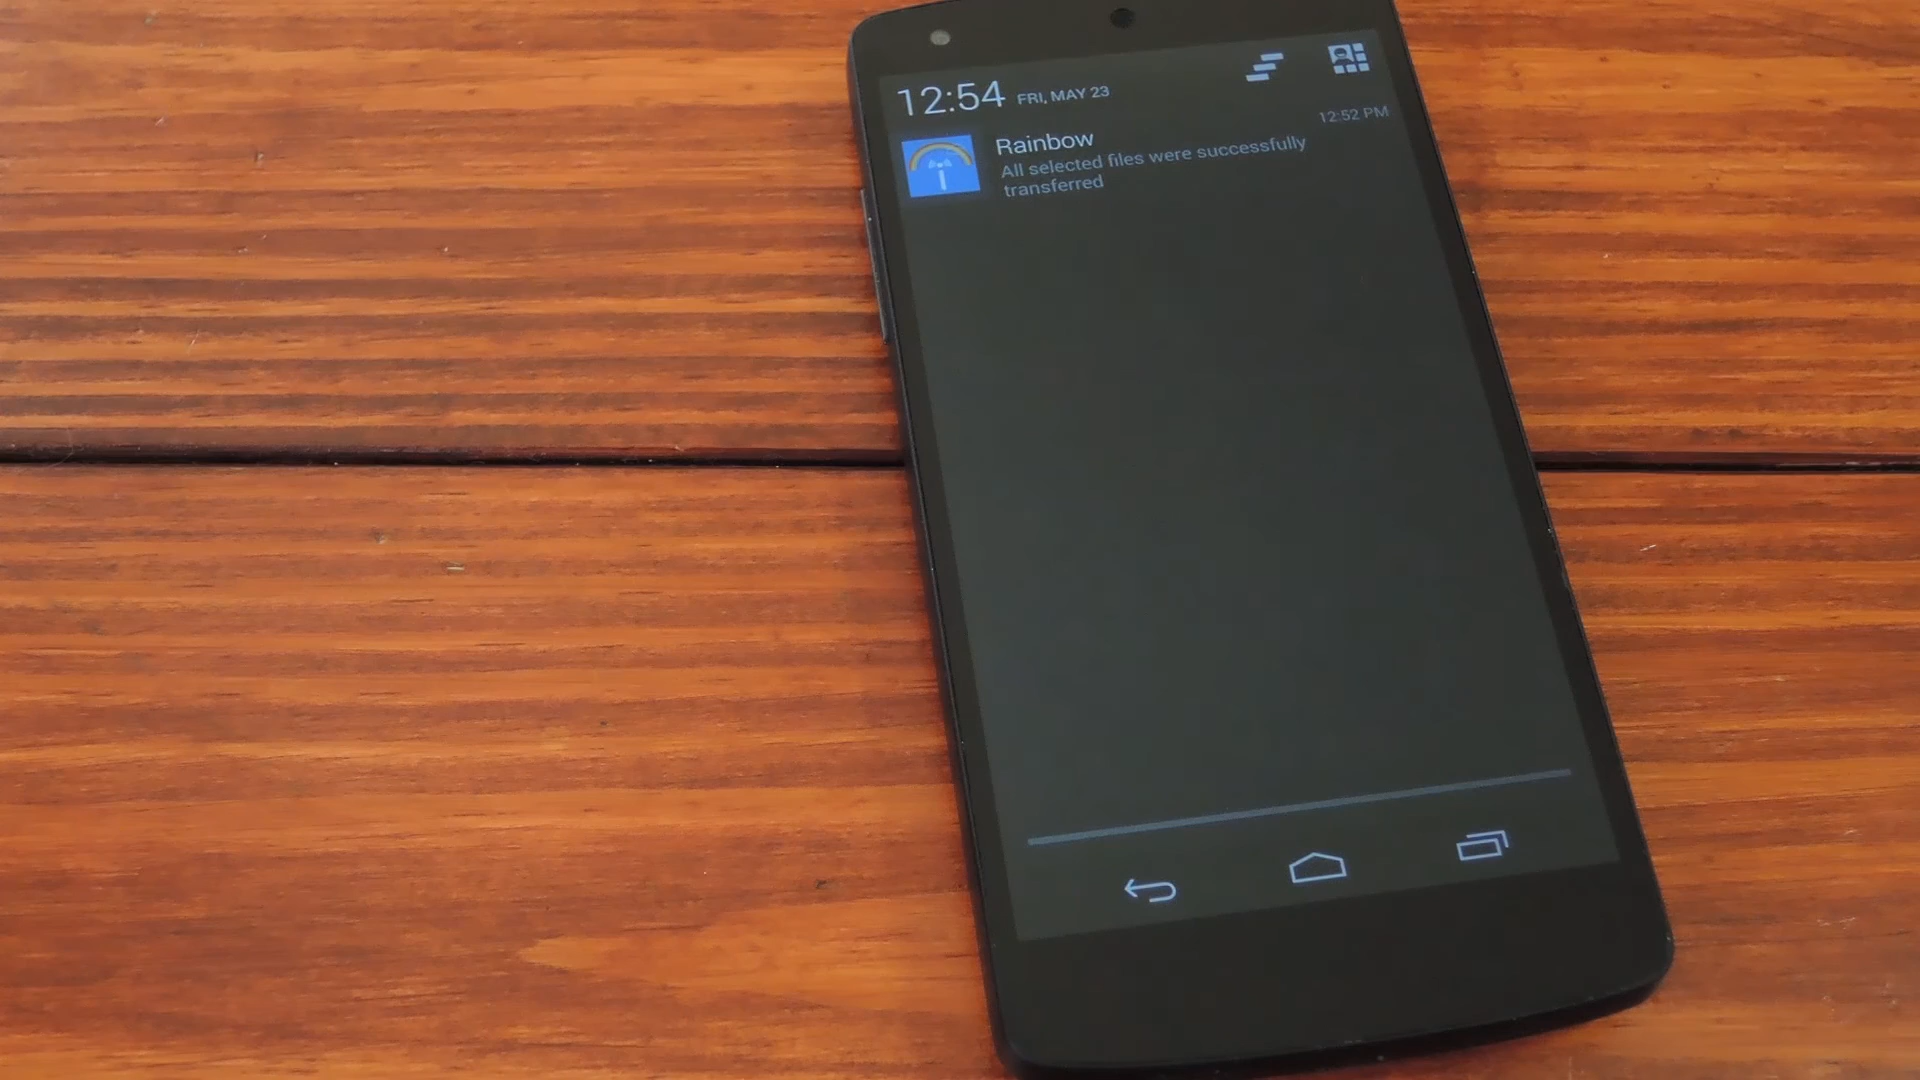 12:54 FRI, MAY 23
12:52 PM
Rainbow
All selected files were successfully
transferred